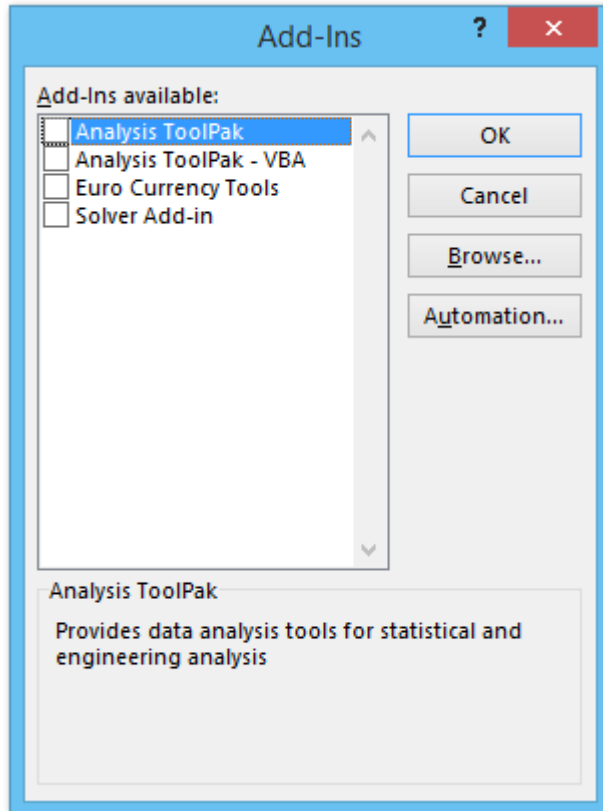 Add-Ins
?
Add-Ins available:
Analysis ToolPak
Analysis ToolPak - VBA
Euro Currency Tools
Solver Add-in
OK
Cancel
Browse...
Automation...
Analysis ToolPak
Provides data analysis tools for statistical and
engineering analysis